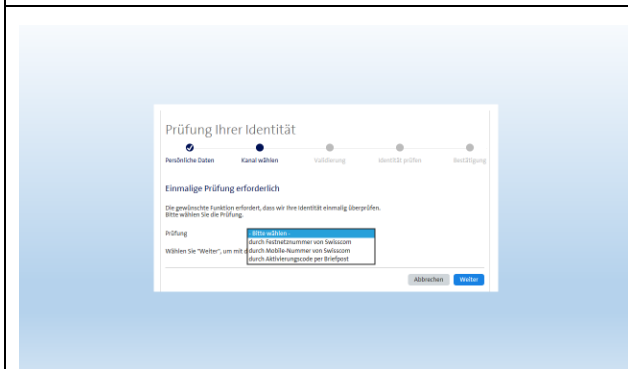 Prüfung Ihrer Identität
Persönliche Daten Kanal wählen Validierung Identität prüfen Bestätigung
Einmalige Prüfung erforderlich
Die gewünschte Funktion erfordert, dass wir Ihre Identität einmalig überprüfen.
Bitte wählen Sie die Prüfung.
Prüfung - Bitte wählen -
durch Festnetznummer von Swisscom
Wählen Sie "Weiter", um mit durch Mobile-Nummer von Swisscom
durch Aktivierungscode per Briefpost
Abbrechen Weiter